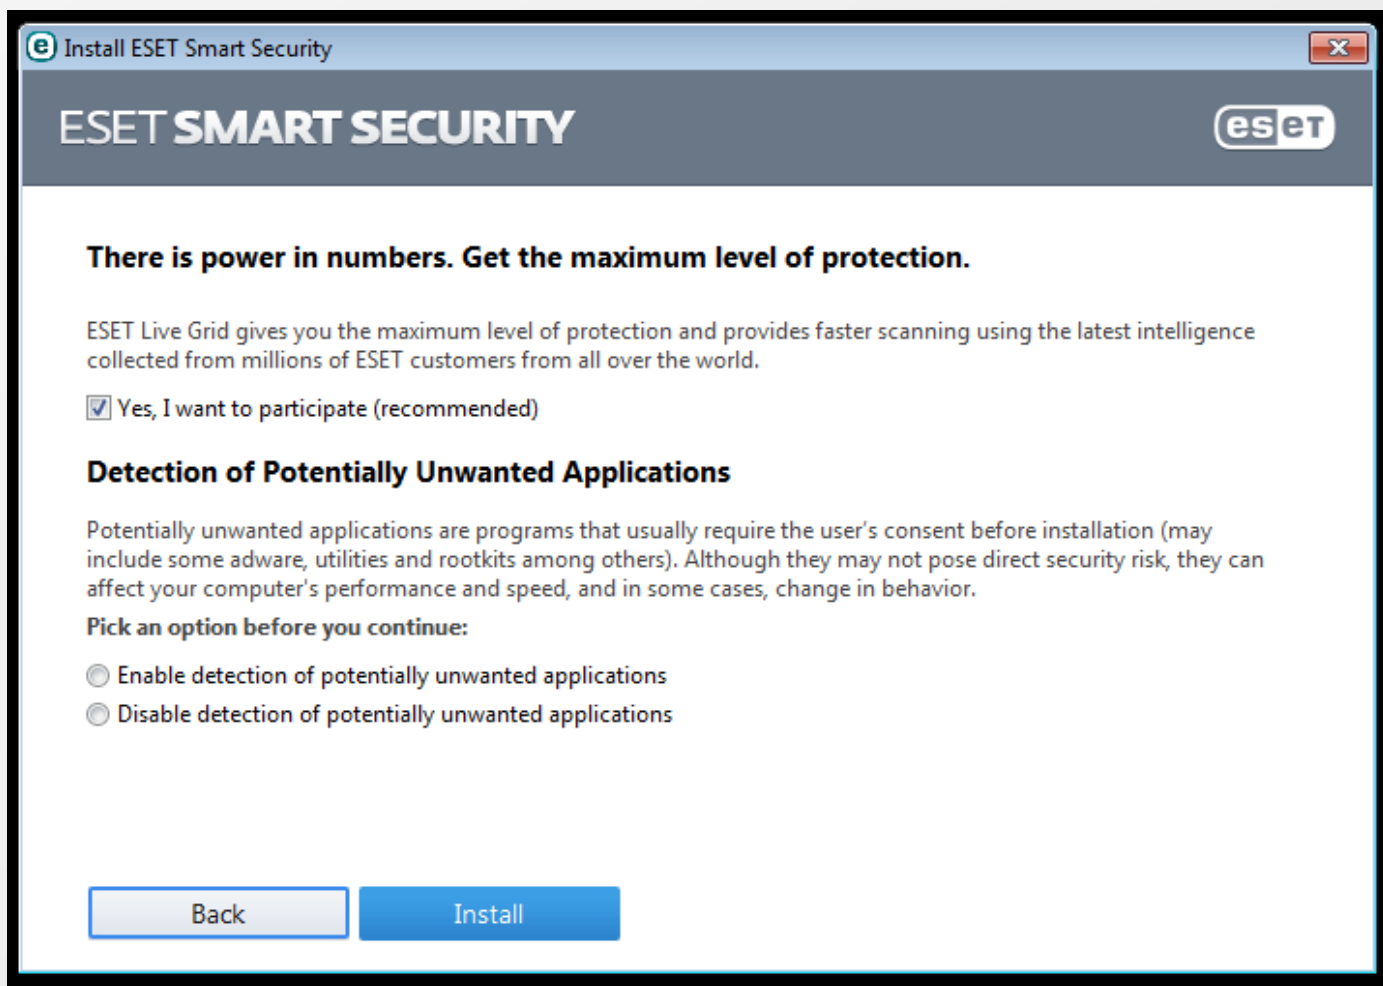 Install ESET Smart Security
ESET SMART SECURITY
eset
There is power in numbers. Get the maximum level of protection.
ESET Live Grid gives you the maximum level of protection and provides faster scanning using the latest intelligence
collected from millions of ESET customers from all over the world.
Yes, I want to participate (recommended)
Detection of Potentially Unwanted Applications
Potentially unwanted applications are programs that usually require the user's consent before installation (may
include some adware, utilities and rootkits among others). Although they may not pose direct security risk, they can
affect your computer's performance and speed, and in some cases, change in behavior.
Pick an option before you continue:
Enable detection of potentially unwanted applications
Disable detection of potentially unwanted applications
Back
Install